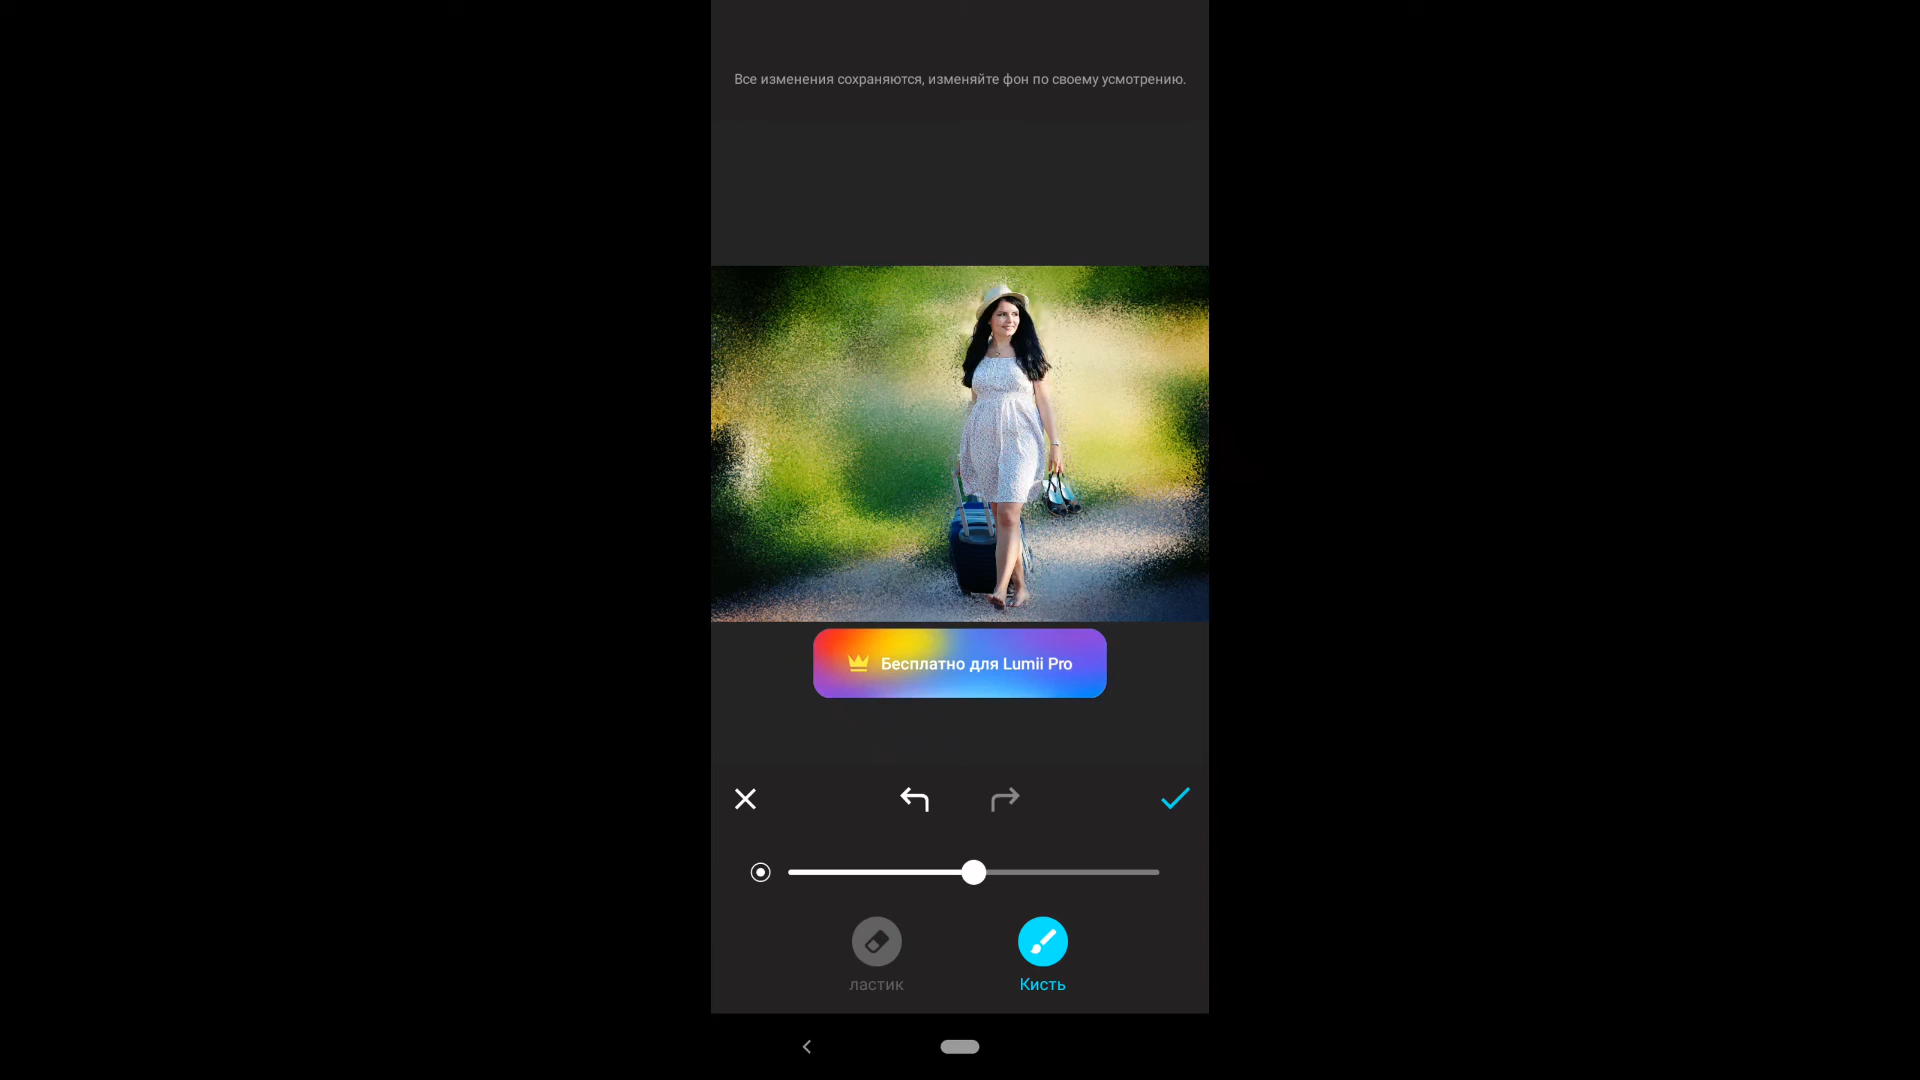 Все изменения сохраняются, изменяйте фон по своему усмотрению.
Бесплатно для Lumii Pro
ластик
Кисть